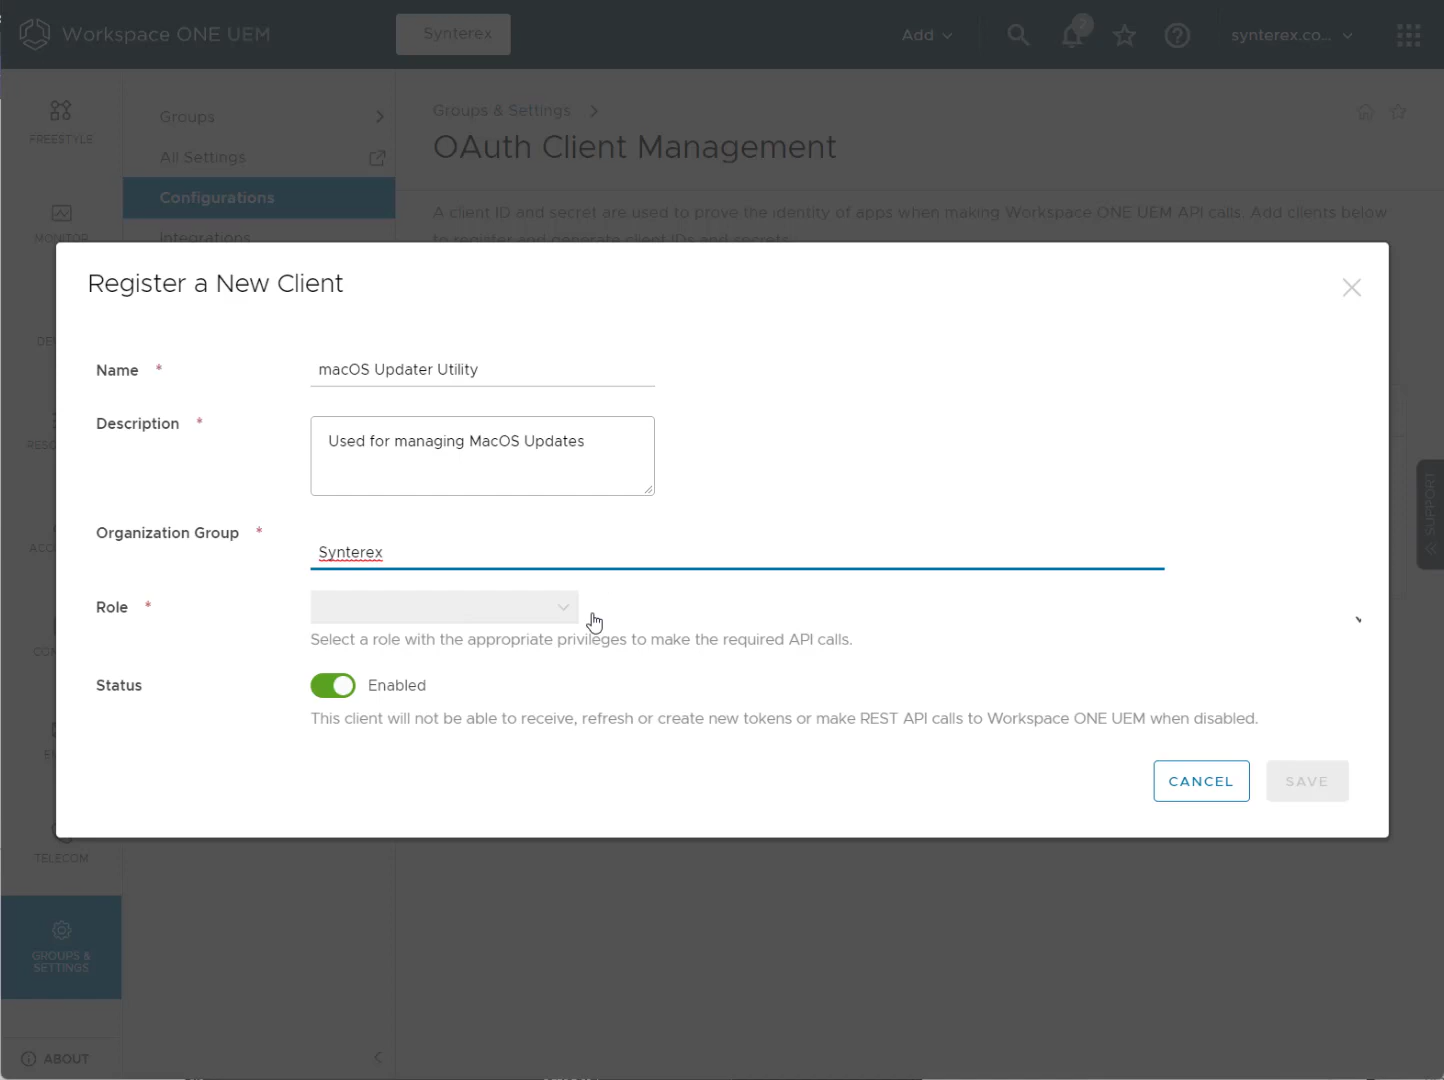 Workspace ONE UEM
Synterex
Add
2
synterex.co...
FREESTYLE
Groups
All Settings
Configurations
Integrations
Groups & Settings
OAuth Client Management
A client ID and secret are used to prove the identity of apps when making Workspace ONE UEM API calls. Add clients below
to register and generate client IDs and secrets
MONITOR
Register a New Client
Name *
macOS Updater Utility
Description *
Used for managing MacOS Updates
Organization Group *
Synterex
Role *
Select a role with the appropriate privileges to make the required API calls.
Status
Enabled
This client will not be able to receive, refresh or create new tokens or make REST API calls to Workspace ONE UEM when disabled.
CANCEL
SAVE
SUPPORT
TELECOM
GROUPS &
SETTINGS
ABOUT